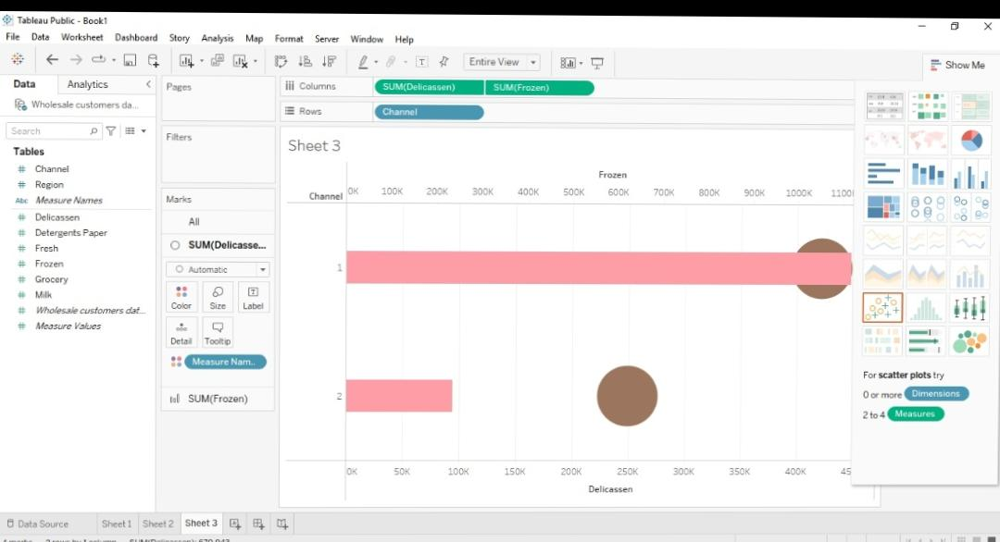 Tableau Public - Book1
File Data Worksheet Dashboard Story Analysis Map Format Server Window Help
Entire View
Show Me
Data Analytics
Wholesale customers da...
Search
Tables
Channel
Region
Abc Measure Names
Delicassen
Detergents Paper
Fresh
Frozen
Grocery
Milk
Wholesale customers dat...
Measure Values
Pages
Filters
Marks
All
SUM(Delicasse...
Automatic
Color Size Label
Detail Tooltip
Measure Nam..
SUM(Frozen)
Columns SUM(Delicassen) SUM(Frozen)
Rows Channel
Sheet 3
Frozen
Channel 0K 100K 200K 300K 400K 500K 600K 700K 800K 900K 1000K 1100
1
2
0K 50K 100K 150K 200K 250K 300K 350K 400K 45
Delicassen
For scatter plots try
0 or more Dimensions
2 to 4 Measures
Data Source Sheet 1 Sheet 2 Sheet 3